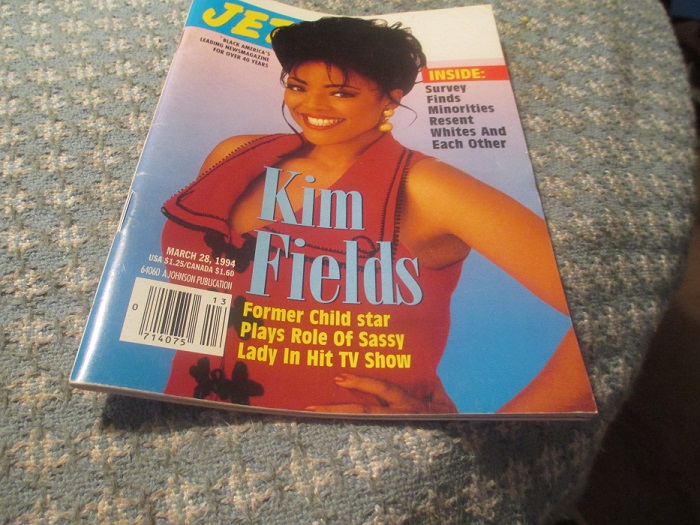 JET
BLACK AMERICA'S
LEADING NEWSMAGAZINE
FOR OVER 40 YEARS
INSIDE:
Survey
Finds
Minorities
Resent
Whites And
Each Other
Kim
Fields
MARCH 28, 1994
USA $1.25/CANADA $1.60
64060 A JOHNSON PUBLICATION
13
0 714075
Former Child star
Plays Role Of Sassy
Lady In Hit TV Show